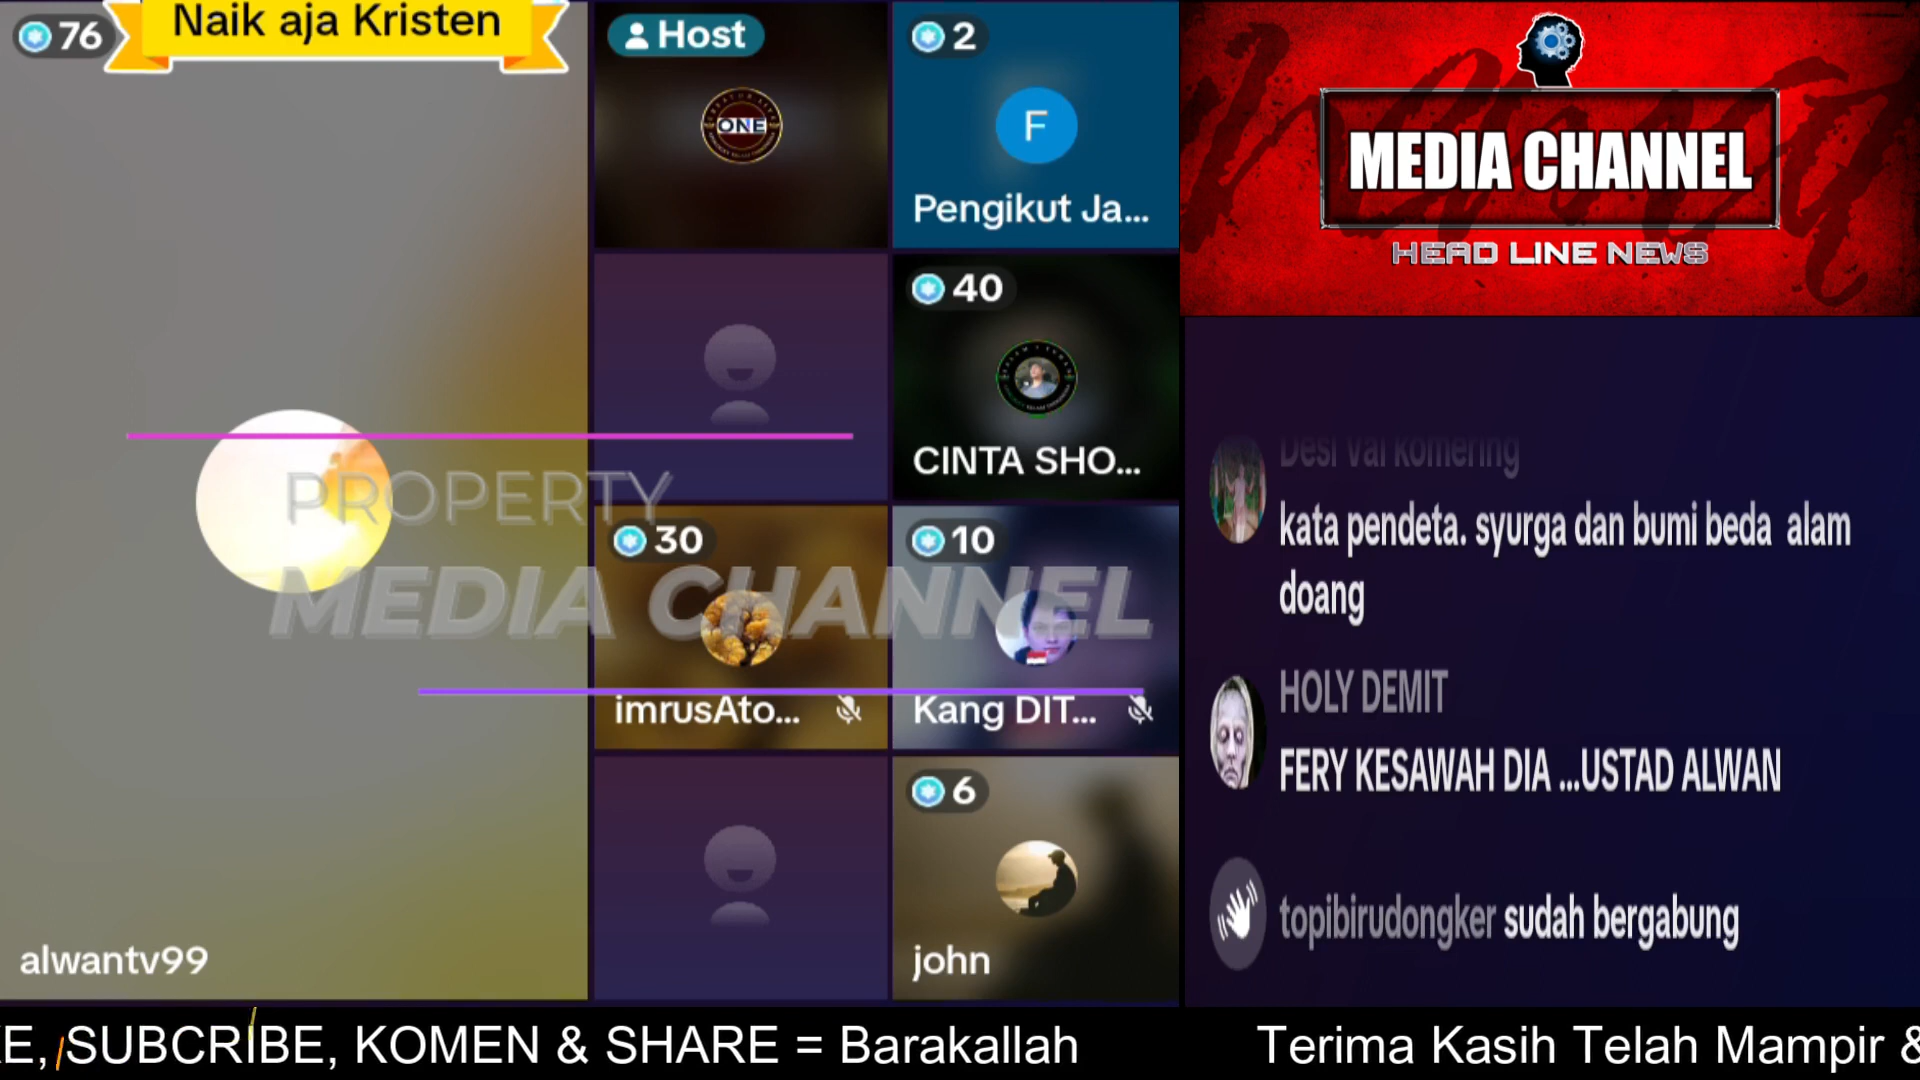 76
Naik aja Kristen
Host
2
ONE
F
Pengikut Ja...
40
CINTA SHO...
PROPERTY
MEDIA CHANNEL
30
10
imrusAto...
Kang DIT...
6
john
alwantv99
MEDIA CHANNEL
HEAD LINE NEWS
Desi Val komering
kata pendeta. syurga dan bumi beda alam
doang
HOLY DEMIT
FERY KESAWAH DIA ...USTAD ALWAN
topibirudongker sudah bergabung
E, SUBCRIBE, KOMEN & SHARE = Barakallah
Terima Kasih Telah Mampir &